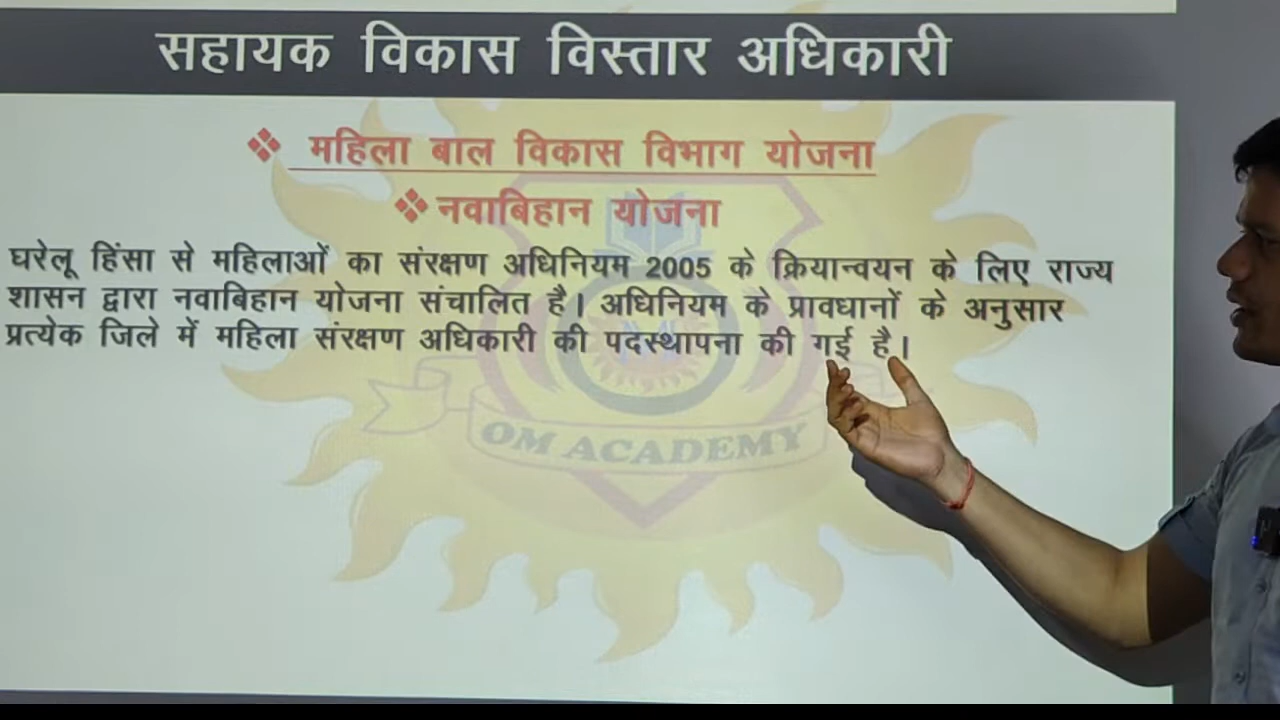 सहायक विकास विस्तार अधिकारी
❖ महिला बाल विकास विभाग योजना
❖ नवाबिहान योजना
घरेलू हिंसा से महिलाओं का संरक्षण अधिनियम 2005 के क्रियान्वयन के लिए राज्य
शासन द्वारा नवाबिहान योजना संचालित है। अधिनियम के प्रावधानों के अनुसार
प्रत्येक जिले में महिला संरक्षण अधिकारी की पदस्थापना की गई है।
OM ACADEMY